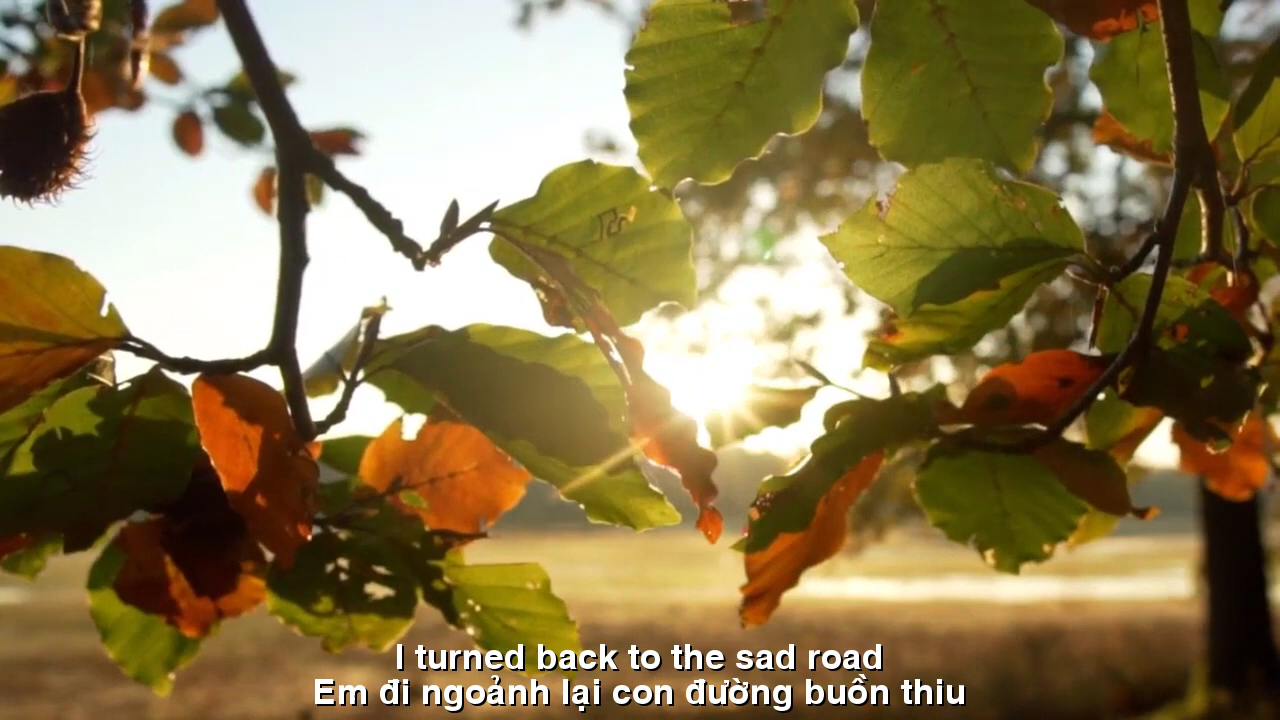 I turned back to the sad road
Em đi ngoảnh lại con đường buồn thiu